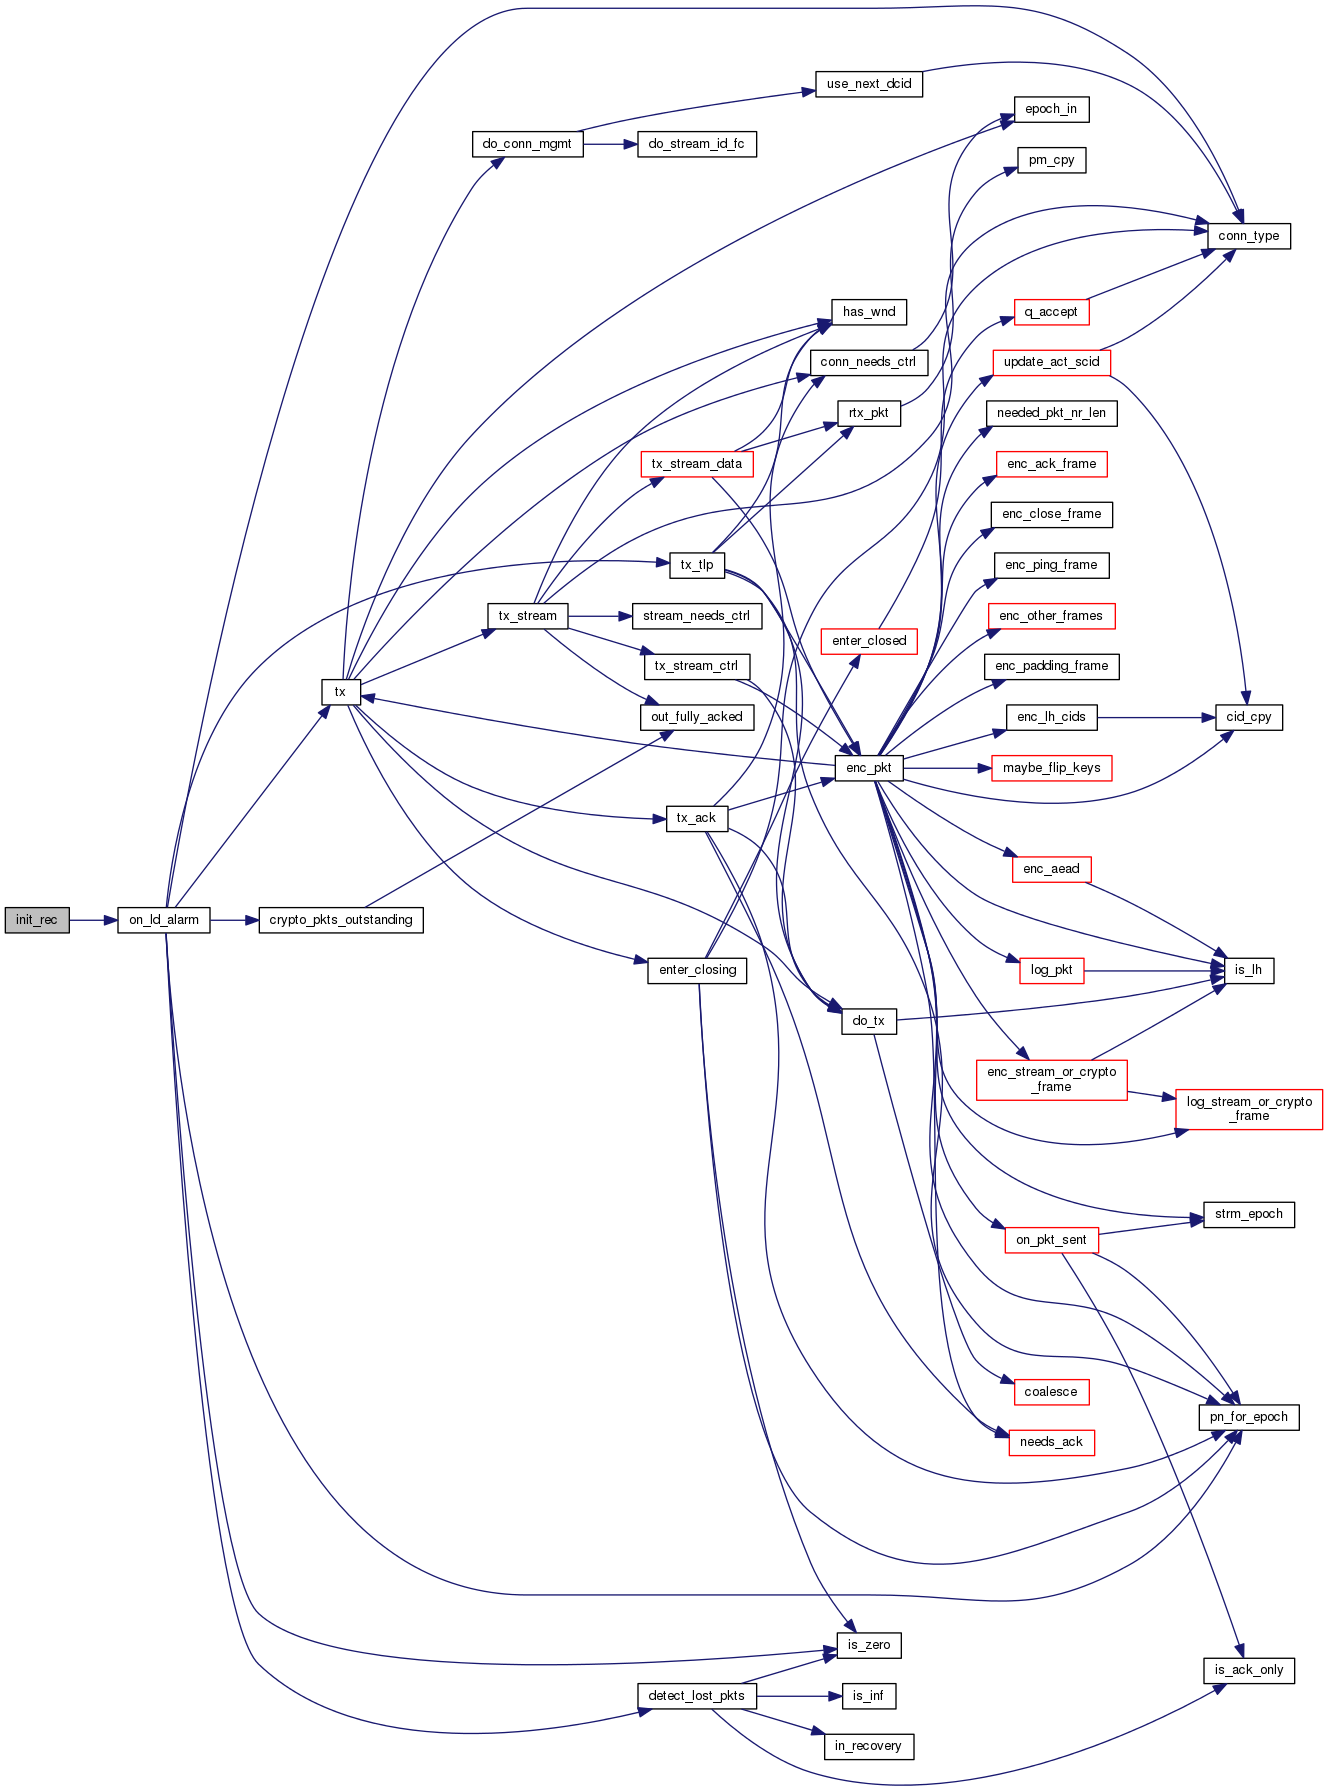 use_next_dcid
epoch_in
do_conn_mgmt
do_stream_id_fc
pm_cpy
conn_type
has_wnd
q_accept
conn_needs_ctrl
update_act_scid
rtx_pkt
needed_pkt_nr_len
tx_stream_data
enc_ack_frame
enc_close_frame
tx_tlp
enc_ping_frame
tx_stream
stream_needs_ctrl
enc_other_frames
enter_closed
tx_stream_ctrl
enc_padding_frame
tx
out_fully_acked
enc_lh_cids
cid_cpy
enc_pkt
maybe_flip_keys
tx_ack
enc_aead
init_rec
on_ld_alarm
crypto_pkts_outstanding
enter_closing
log_pkt
is_lh
do_tx
enc_stream_or_crypto
_frame
log_stream_or_crypto
_frame
strm_epoch
on_pkt_sent
coalesce
pn_for_epoch
needs_ack
is_zero
is_ack_only
detect_lost_pkts
is_inf
in_recovery